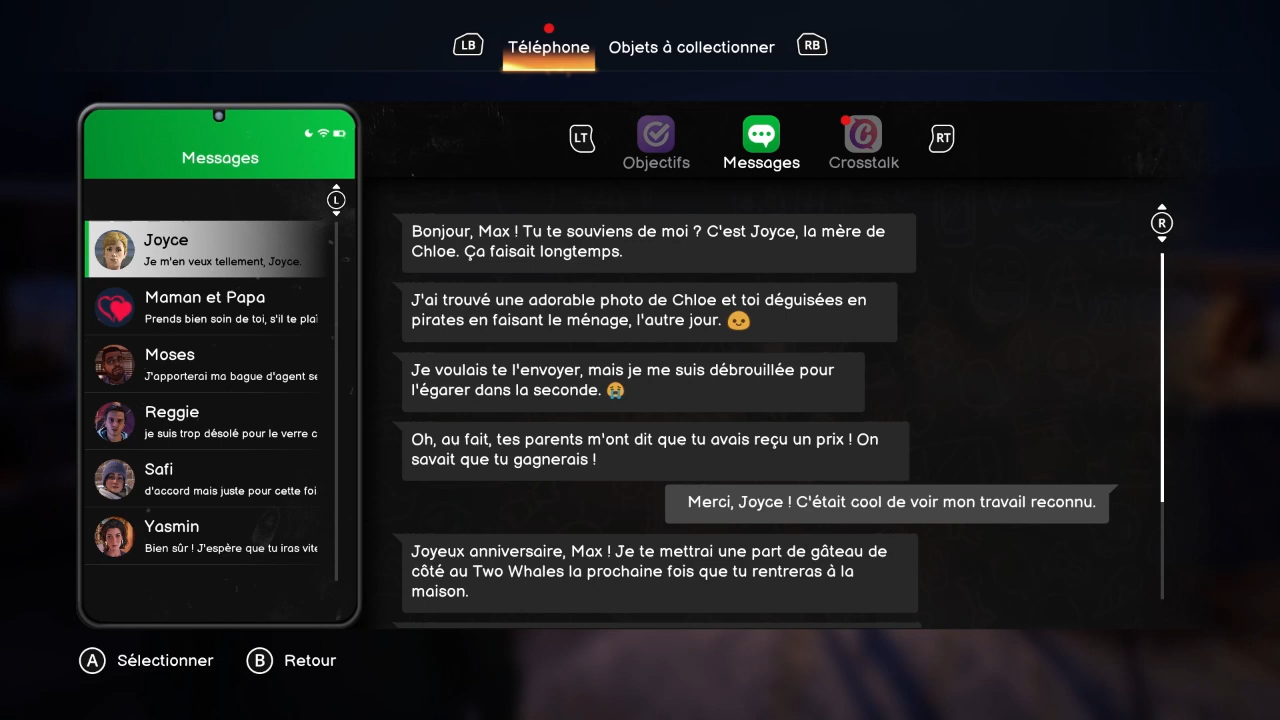 LB
Téléphone
Objets à collectionner
RB
Messages
L
Joyce
Je m'en veux tellement, Joyce.
Maman et Papa
Prends bien soin de toi, s'il te plaî
Moses
J'apporterai ma bague d'agent se
Reggie
je suis trop désolé pour le verre c
Safi
d'accord mais juste pour cette foi
Yasmin
Bien sûr ! J'espère que tu iras vite
LT
Objectifs
Messages
Crosstalk
RT
R
Bonjour, Max ! Tu te souviens de moi ? C'est Joyce, la mère de
Chloe. Ça faisait longtemps.
J'ai trouvé une adorable photo de Chloe et toi déguisées en
pirates en faisant le ménage, l'autre jour.
Je voulais te l'envoyer, mais je me suis débrouillée pour
l'égarer dans la seconde.
Oh, au fait, tes parents m'ont dit que tu avais reçu un prix ! On
savait que tu gagnerais !
Merci, Joyce ! C'était cool de voir mon travail reconnu.
Joyeux anniversaire, Max ! Je te mettrai une part de gâteau de
côté au Two Whales la prochaine fois que tu rentreras à la
maison.
A Sélectionner
B Retour